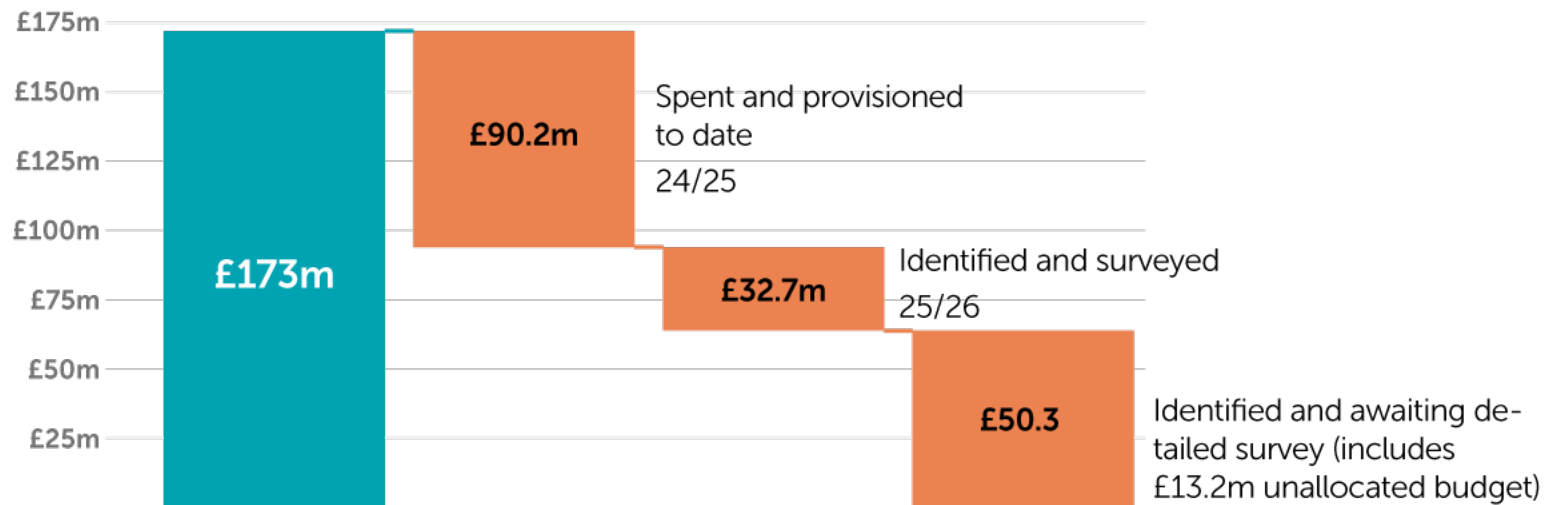 £175m
£150m
£125m
£100m
£75m
£50m
£25m
£173m
£90.2m
Spent and provisioned
to date
24/25
£32.7m
Identified and surveyed
25/26
£50.3
Identified and awaiting de-
tailed survey (includes
£13.2m unallocated budget)